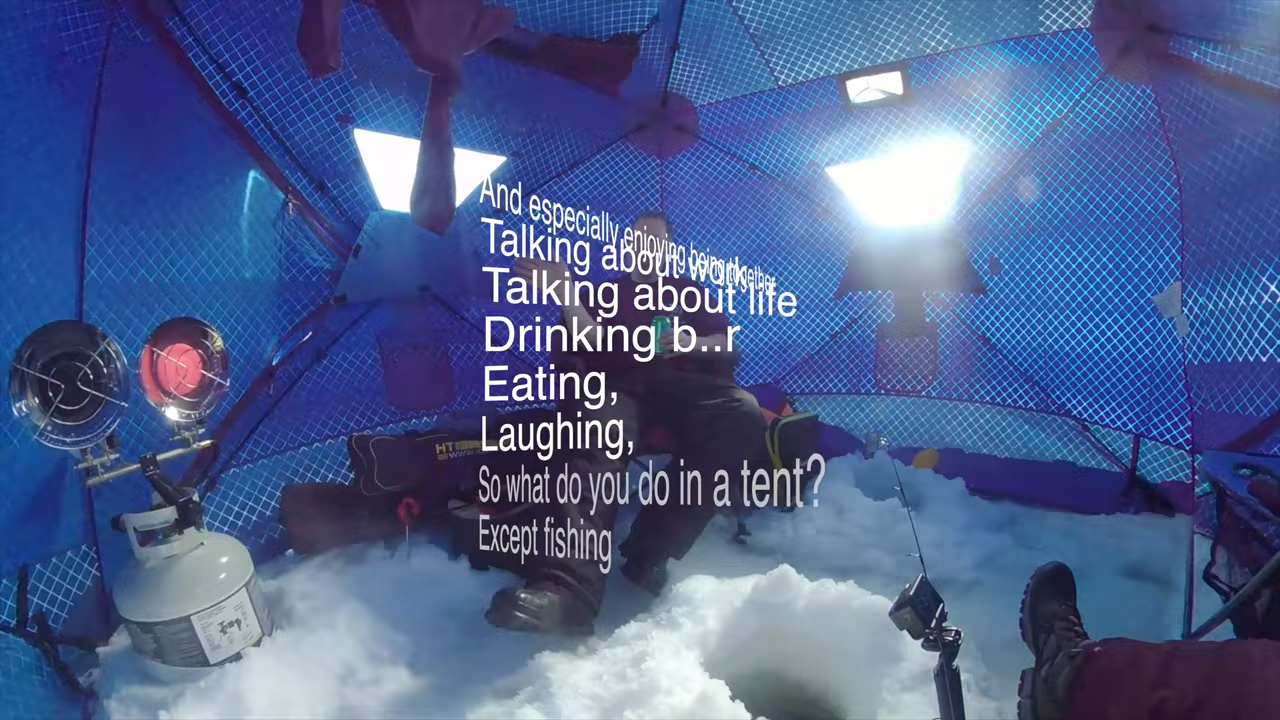 And especially enjoying being together
Talking about work
Talking about life
Drinking b..r
Eating,
Laughing,
So what do you do in a tent?
Except fishing
HT